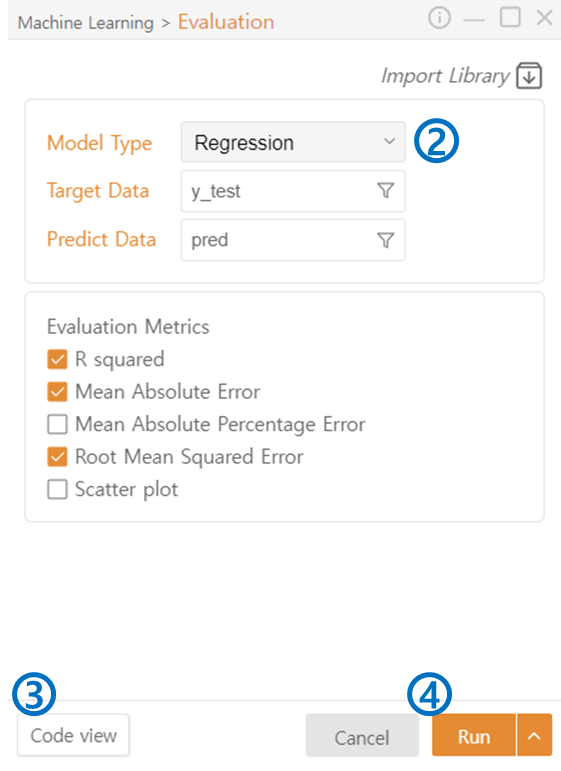 Machine Learning > Evaluation
Import Library
Model Type Regression ②
Target Data y_test
Predict Data pred
Evaluation Metrics
R squared
Mean Absolute Error
Mean Absolute Percentage Error
Root Mean Squared Error
Scatter plot
③ ④
Code view Cancel Run